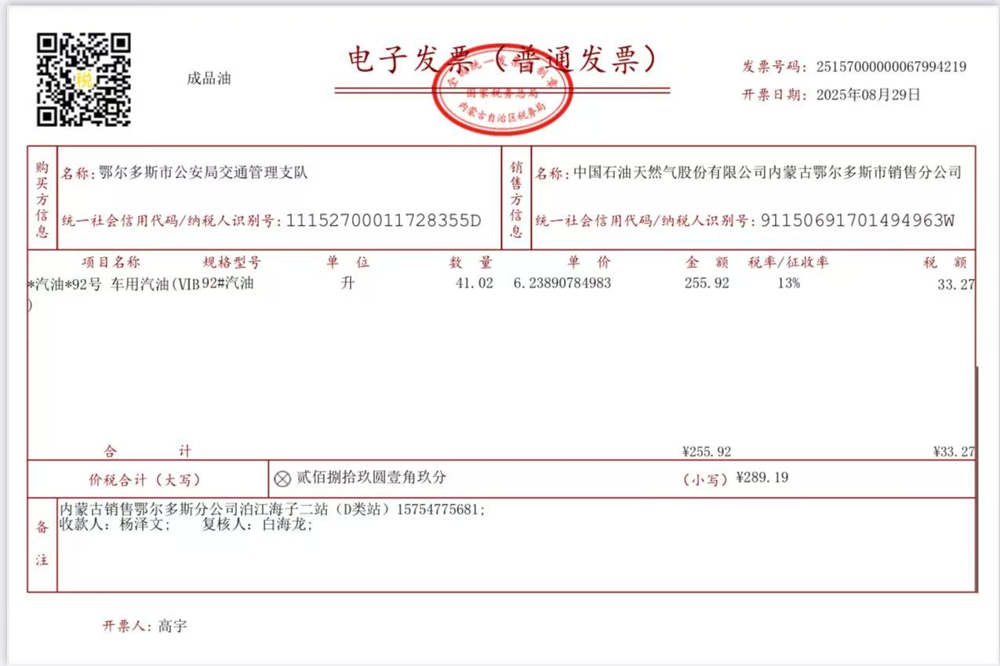 电子发票（普通发票）
全国统一发票监制章
国家税务总局
内蒙古自治区税务局
税
成品油
发票号码：25157000000067994219
开票日期：2025年08月29日
购买方信息
名称：鄂尔多斯市公安局交通管理支队
统一社会信用代码/纳税人识别号：11152700011728355D
销售方信息
名称：中国石油天然气股份有限公司内蒙古鄂尔多斯市销售分公司
统一社会信用代码/纳税人识别号：91150691701494963W
项目名称 规格型号 单 位 数 量 单 价 金 额 税率/征收率 税 额
*汽油*92号 车用汽油(VIB 92#汽油 升 41.02 6.23890784983 255.92 13% 33.27
)
合 计 ¥255.92 ¥33.27
价税合计（大写） ⊗ 贰佰捌拾玖圆壹角玖分 （小写） ¥289.19
备注
内蒙古销售鄂尔多斯分公司泊江海子二站（D类站）15754775681;
收款人：杨泽文; 复核人：白海龙;
开票人：高宇